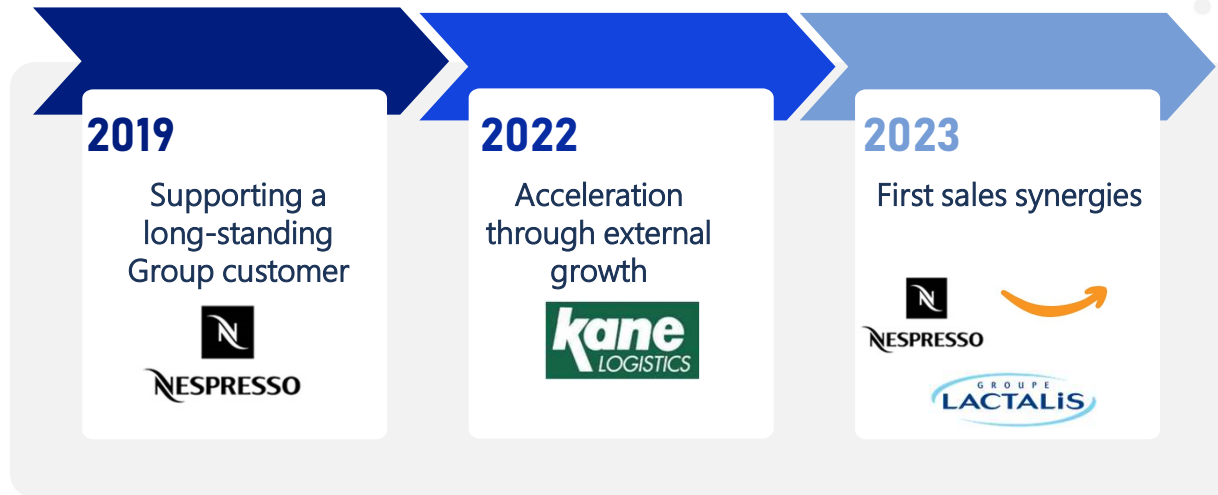 2019
Supporting a
long-standing
Group customer
N
NESPRESSO
2022
Acceleration
through external
growth
kane
LOGISTICS
2023
First sales synergies
N
NESPRESSO
GROUPE
LACTALiS